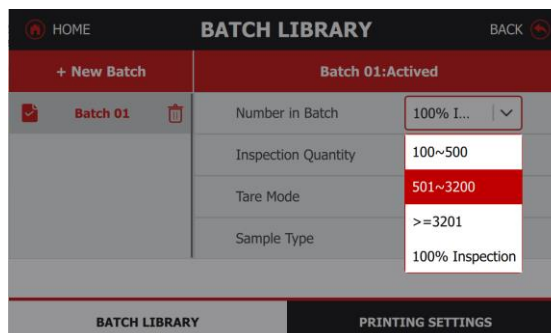 HOME BATCH LIBRARY BACK
+ New Batch Batch 01:Actived
Batch 01 Number in Batch 100% I...
Inspection Quantity 100~500
Tare Mode 501~3200
>=3201
Sample Type 100% Inspection
BATCH LIBRARY PRINTING SETTINGS